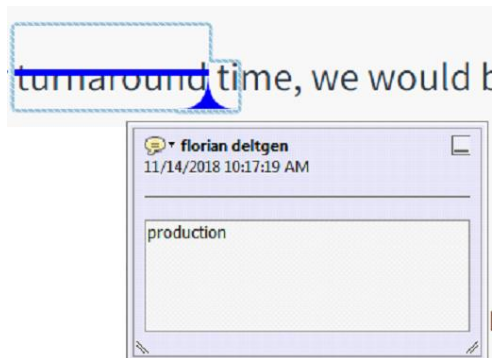 turnaround time, we would b
florian deltgen
11/14/2018 10:17:19 AM
production